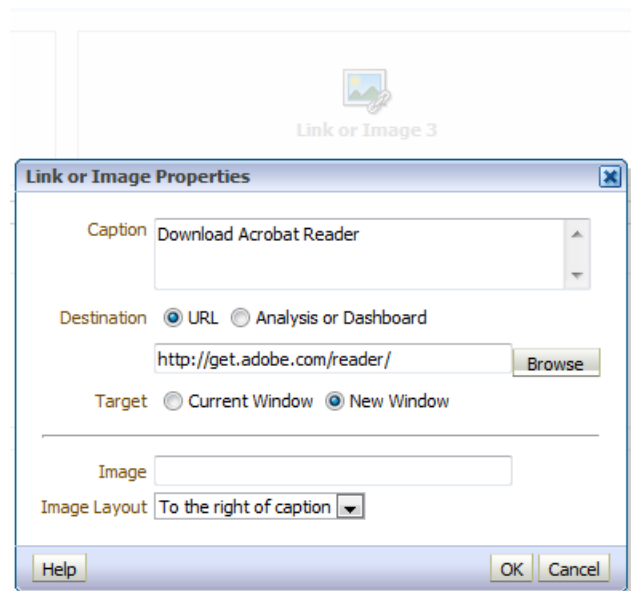 Link or Image 3
Link or Image Properties
Caption Download Acrobat Reader
Destination URL Analysis or Dashboard
http://get.adobe.com/reader/ Browse
Target Current Window New Window
Image
Image Layout To the right of caption
Help OK Cancel